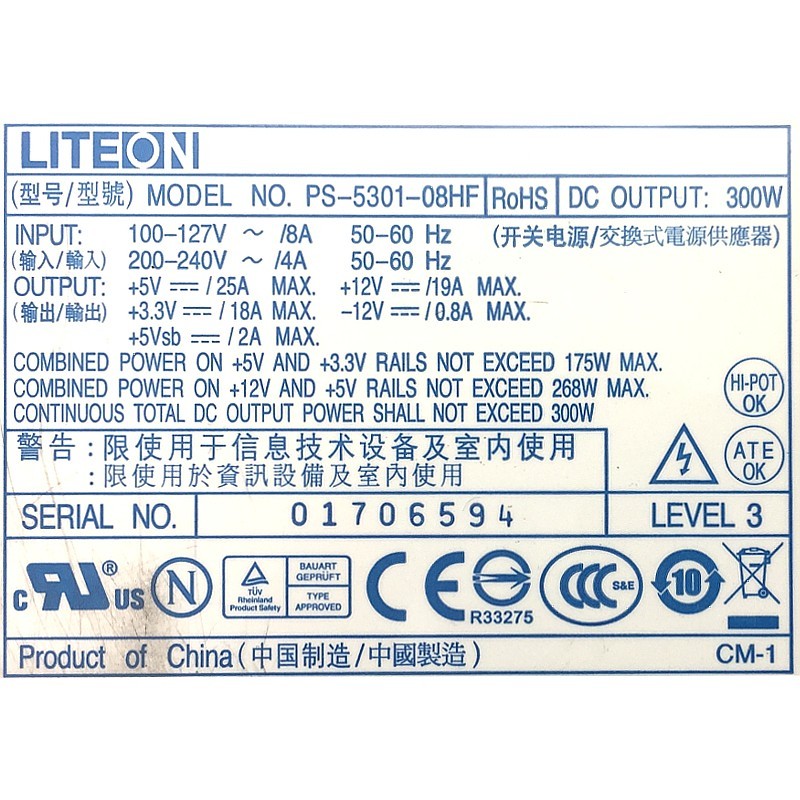 LITEON
(型号/型號) MODEL NO. PS-5301-08HF RoHS DC OUTPUT: 300W
INPUT: 100-127V ～ /8A 50-60 Hz (开关电源/交換式電源供應器)
(输入/輸入) 200-240V ～ /4A 50-60 Hz
OUTPUT: +5V ⎓ /25A MAX. +12V ⎓ /19A MAX.
(输出/輸出) +3.3V ⎓ /18A MAX. -12V ⎓ /0.8A MAX.
+5Vsb ⎓ /2A MAX.
COMBINED POWER ON +5V AND +3.3V RAILS NOT EXCEED 175W MAX.
COMBINED POWER ON +12V AND +5V RAILS NOT EXCEED 268W MAX.
CONTINUOUS TOTAL DC OUTPUT POWER SHALL NOT EXCEED 300W
HI-POT
OK
警告:限使用于信息技术设备及室内使用
:限使用於資訊設備及室內使用
ATE
OK
SERIAL NO. 01706594 LEVEL 3
c RU ® US
N
TÜV
Rheinland
Product Safety
BAUART
GEPRÜFT
TYPE
APPROVED
CE
R33275
CCC S&E
10
Product of China(中国制造/中國製造) CM-1